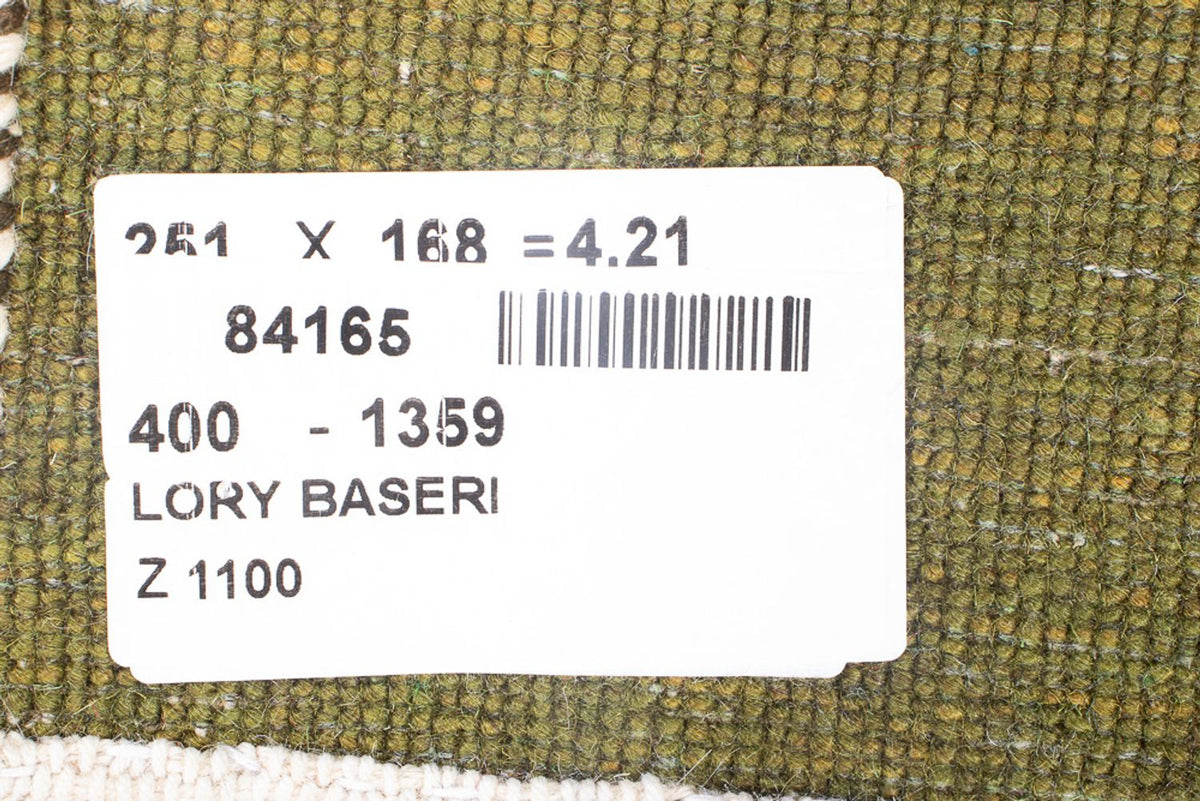 251 X 168 =4.21
84165
400 - 1359
LORY BASERI
Z 1100